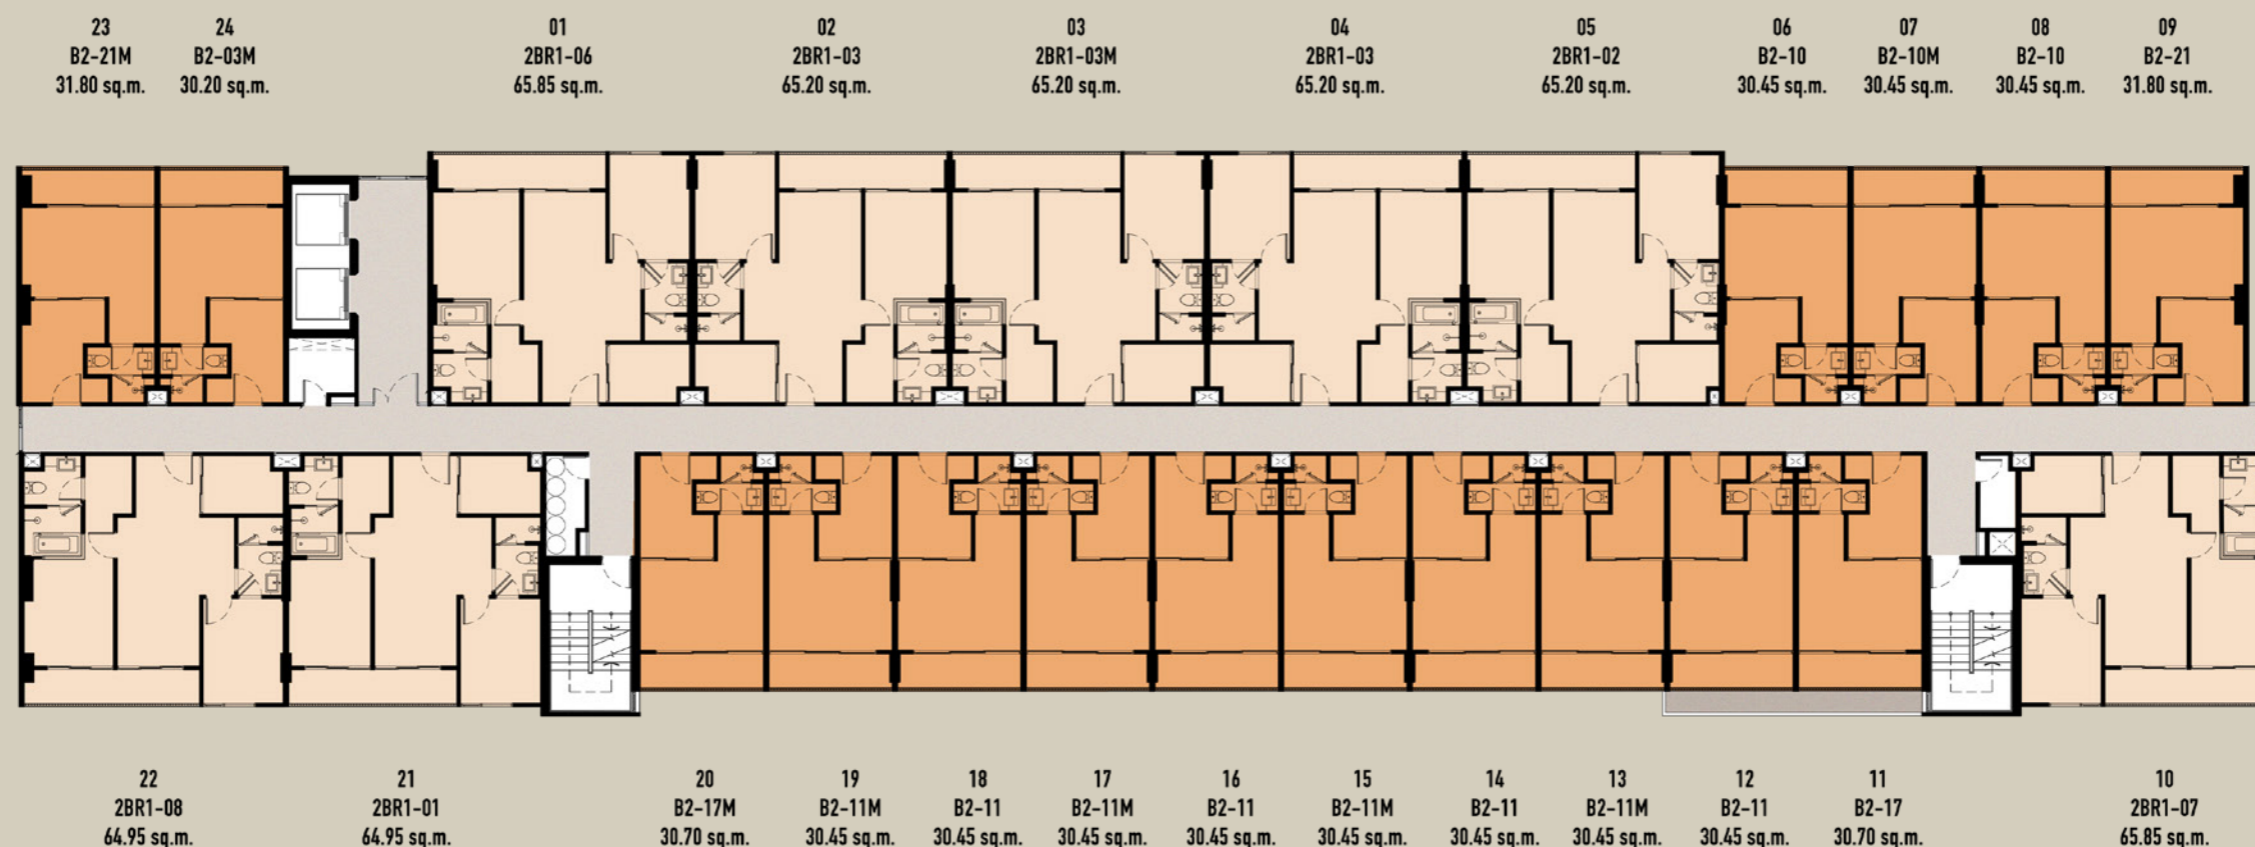 23
B2-21M
31.80 sq.m.
24
B2-03M
30.20 sq.m.
01
2BR1-06
65.85 sq.m.
02
2BR1-03
65.20 sq.m.
03
2BR1-03M
65.20 sq.m.
04
2BR1-03
65.20 sq.m.
05
2BR1-02
65.20 sq.m.
06
B2-10
30.45 sq.m.
07
B2-10M
30.45 sq.m.
08
B2-10
30.45 sq.m.
09
B2-21
31.80 sq.m.
22
2BR1-08
64.95 sq.m.
21
2BR1-01
64.95 sq.m.
20
B2-17M
30.70 sq.m.
19
B2-11M
30.45 sq.m.
18
B2-11
30.45 sq.m.
17
B2-11M
30.45 sq.m.
16
B2-11
30.45 sq.m.
15
B2-11M
30.45 sq.m.
14
B2-11
30.45 sq.m.
13
B2-11M
30.45 sq.m.
12
B2-11
30.45 sq.m.
11
B2-17
30.70 sq.m.
10
2BR1-07
65.85 sq.m.